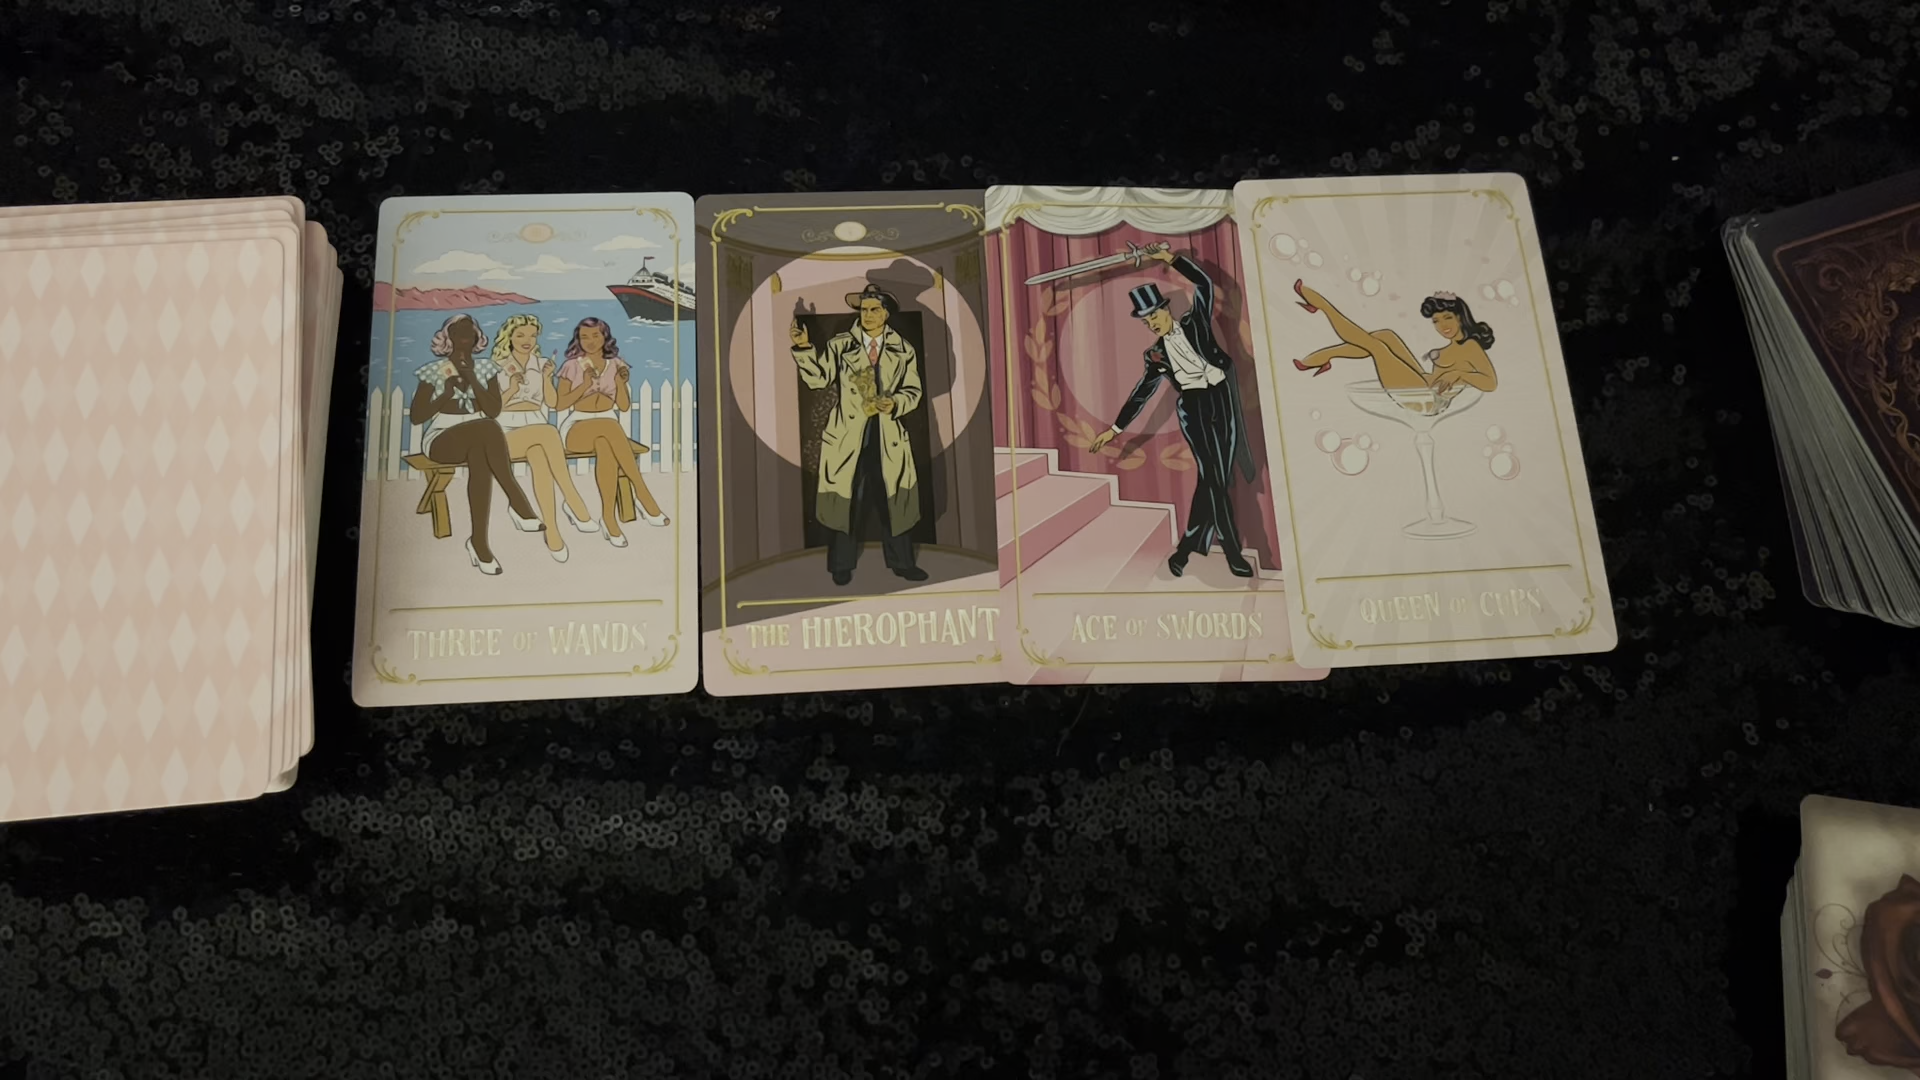 THREE OF WANDS
THE HIEROPHANT
ACE OF SWORDS
QUEEN OF CUPS